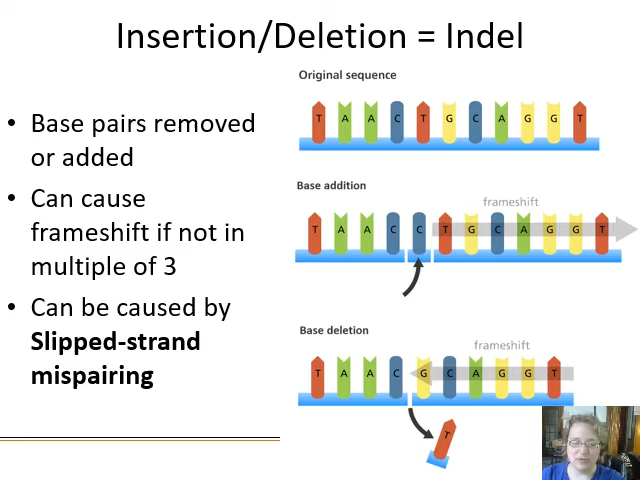 Insertion/Deletion = Indel
• Base pairs removed
or added
• Can cause
frameshift if not in
multiple of 3
• Can be caused by
Slipped-strand
mispairing
Original sequence
T A A C T G C A G G T
Base addition
frameshift
T A A C C T G C A G G T
Base deletion
frameshift
T A A C G C A G G T
T